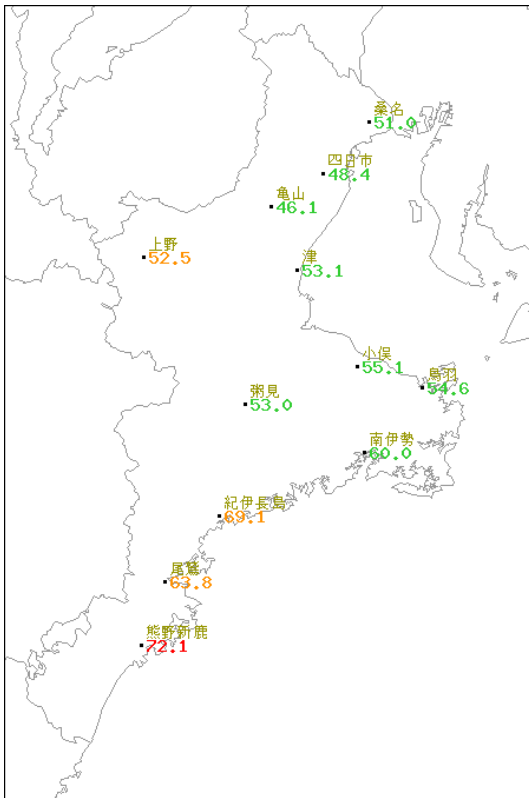 桑名
51.0
四日市
48.4
亀山
46.1
上野
52.5
津
53.1
小俣
55.1
鳥羽
54.6
粥見
53.0
南伊勢
60.0
紀伊長島
69.1
尾鷲
63.8
熊野新鹿
72.1